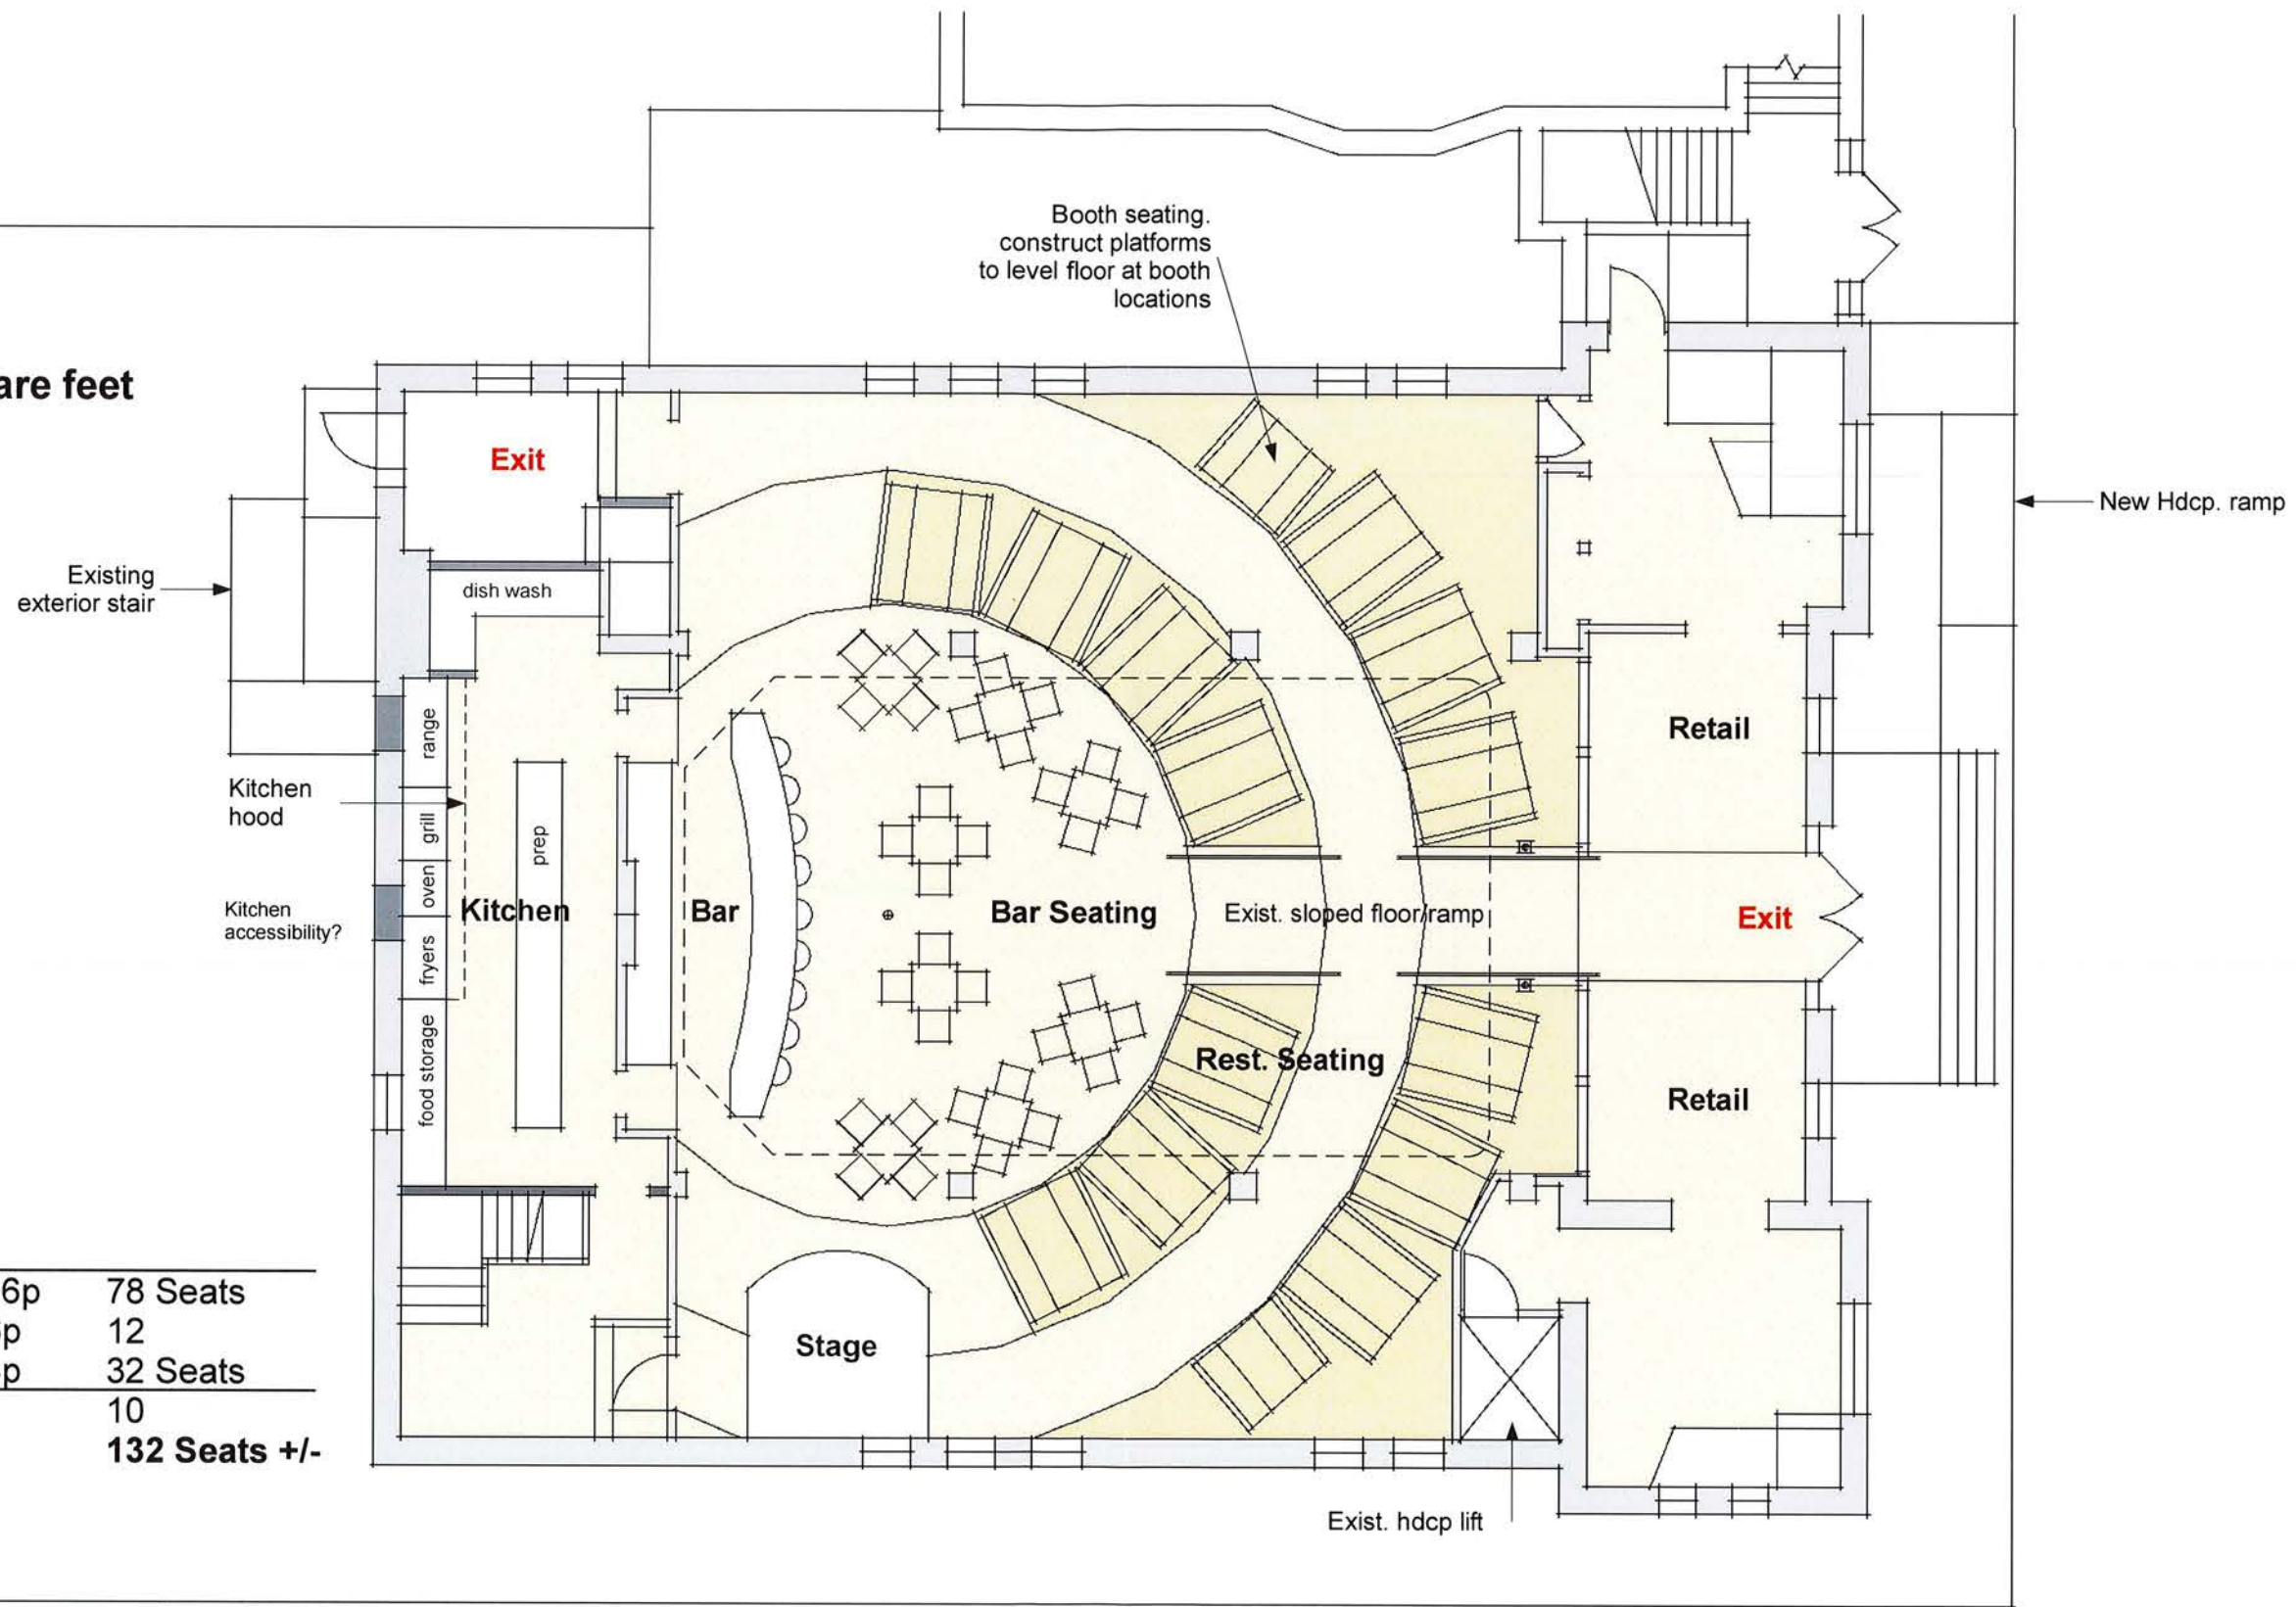 Booth seating.
construct platforms
to level floor at booth
locations
are feet
Exit
New Hdcp. ramp
Existing
exterior stair
dish wash
range
Retail
Kitchen
hood
grill
prep
oven
Kitchen
accessibility?
Kitchen
Bar
Bar Seating
Exist. sloped floor/ramp
Exit
fryers
food storage
Rest. Seating
Retail
6p 78 Seats
p 12
p 32 Seats
10
132 Seats +/-
Stage
Exist. hdcp lift